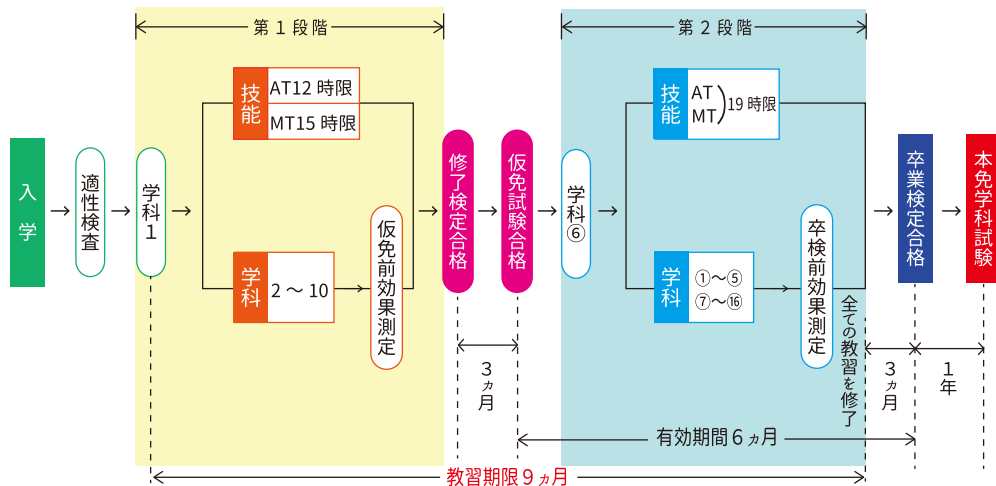 第1段階
第2段階
入学
適性検査
学科1
技能
AT12 時限
MT15 時限
学科
2 ～ 10
仮免前効果測定
修了検定合格
仮免試験合格
学科⑥
技能
AT
MT
19 時限
学科
①～⑤
⑦～⑯
卒検前効果測定
全ての教習を修了
卒業検定合格
本免学科試験
3ヵ月
3ヵ月
1年
有効期間6ヵ月
教習期限9ヵ月